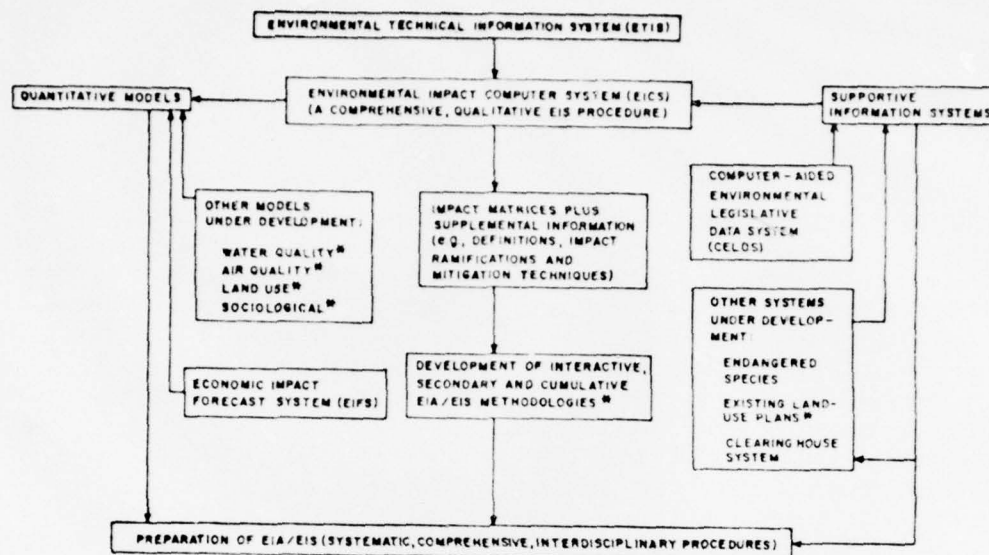 ENVIRONMENTAL TECHNICAL INFORMATION SYSTEM (ETIS)
QUANTITATIVE MODELS
ENVIRONMENTAL IMPACT COMPUTER SYSTEM (EICS)
(A COMPREHENSIVE, QUALITATIVE EIS PROCEDURE)
SUPPORTIVE
INFORMATION SYSTEMS
OTHER MODELS
UNDER DEVELOPMENT:
WATER QUALITY*
AIR QUALITY*
LAND USE*
SOCIOLOGICAL*
IMPACT MATRICES PLUS
SUPPLEMENTAL INFORMATION
(e.g., DEFINITIONS, IMPACT
RAMIFICATIONS AND
MITIGATION TECHNIQUES)
COMPUTER-AIDED
ENVIRONMENTAL
LEGISLATIVE
DATA SYSTEM
(CELDS)
OTHER SYSTEMS
UNDER DEVELOP-
MENT:
ENDANGERED
SPECIES
EXISTING LAND-
USE PLANS*
CLEARING HOUSE
SYSTEM
ECONOMIC IMPACT
FORECAST SYSTEM (EIFS)
DEVELOPMENT OF INTERACTIVE,
SECONDARY AND CUMULATIVE
EIA/EIS METHODOLOGIES*
PREPARATION OF EIA/EIS (SYSTEMATIC, COMPREHENSIVE, INTERDISCIPLINARY PROCEDURES)